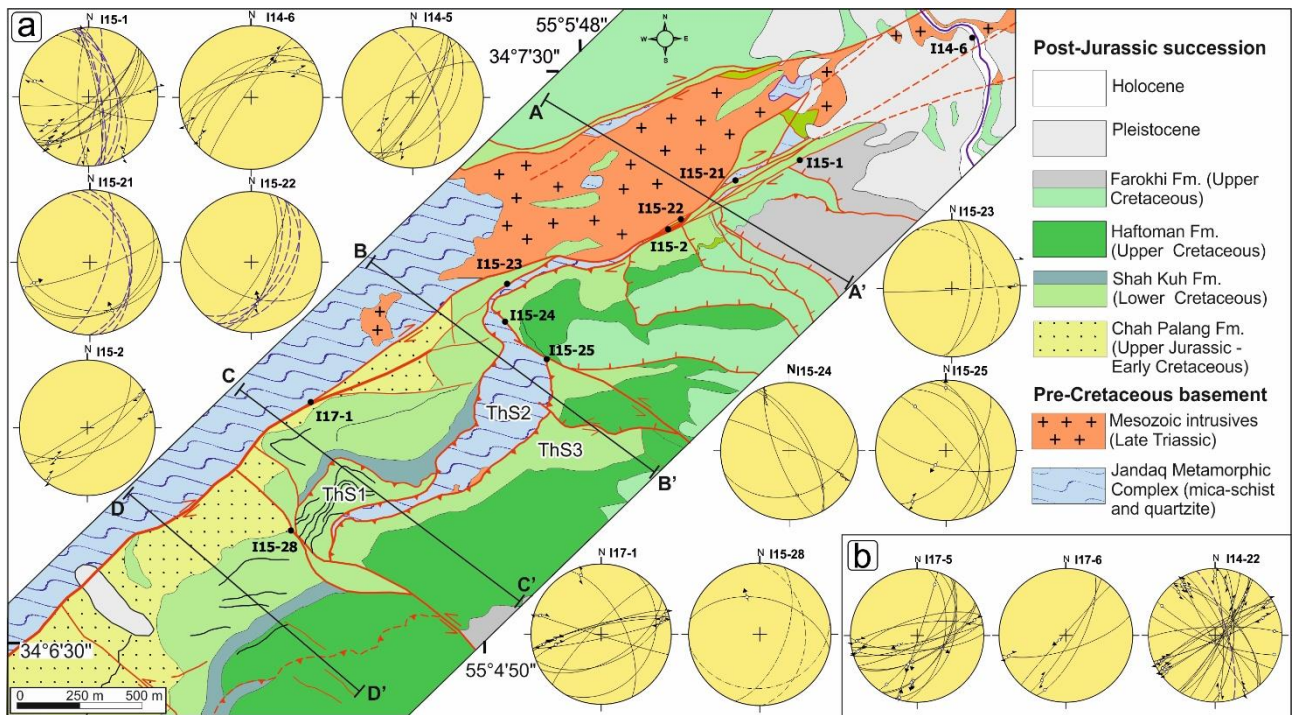 a
I15-1
N
I14-6
N
I14-5
N
I15-21
N
I15-22
N
I15-2
N
55°5'48"
34°7'30"
N
W E
S
A
I14-6
I15-1
I15-21
I15-22
I15-2
B
I15-23
A'
I15-24
I15-25
C
I17-1
ThS2
ThS3
ThS1
B'
D
I15-28
C'
34°6'30"
55°4'50"
D'
0 250 m 500 m
Post-Jurassic succession
Holocene
Pleistocene
Farokhi Fm. (Upper
Cretaceous)
Haftoman Fm.
(Upper Cretaceous)
Shah Kuh Fm.
(Lower Cretaceous)
Chah Palang Fm.
(Upper Jurassic -
Early Cretaceous)
Pre-Cretaceous basement
Mesozoic intrusives
(Late Triassic)
Jandaq Metamorphic
Complex (mica-schist
and quartzite)
N I15-23
N I15-24
N I15-25
N I17-1
N I15-28
b
N I17-5
N I17-6
N I14-22